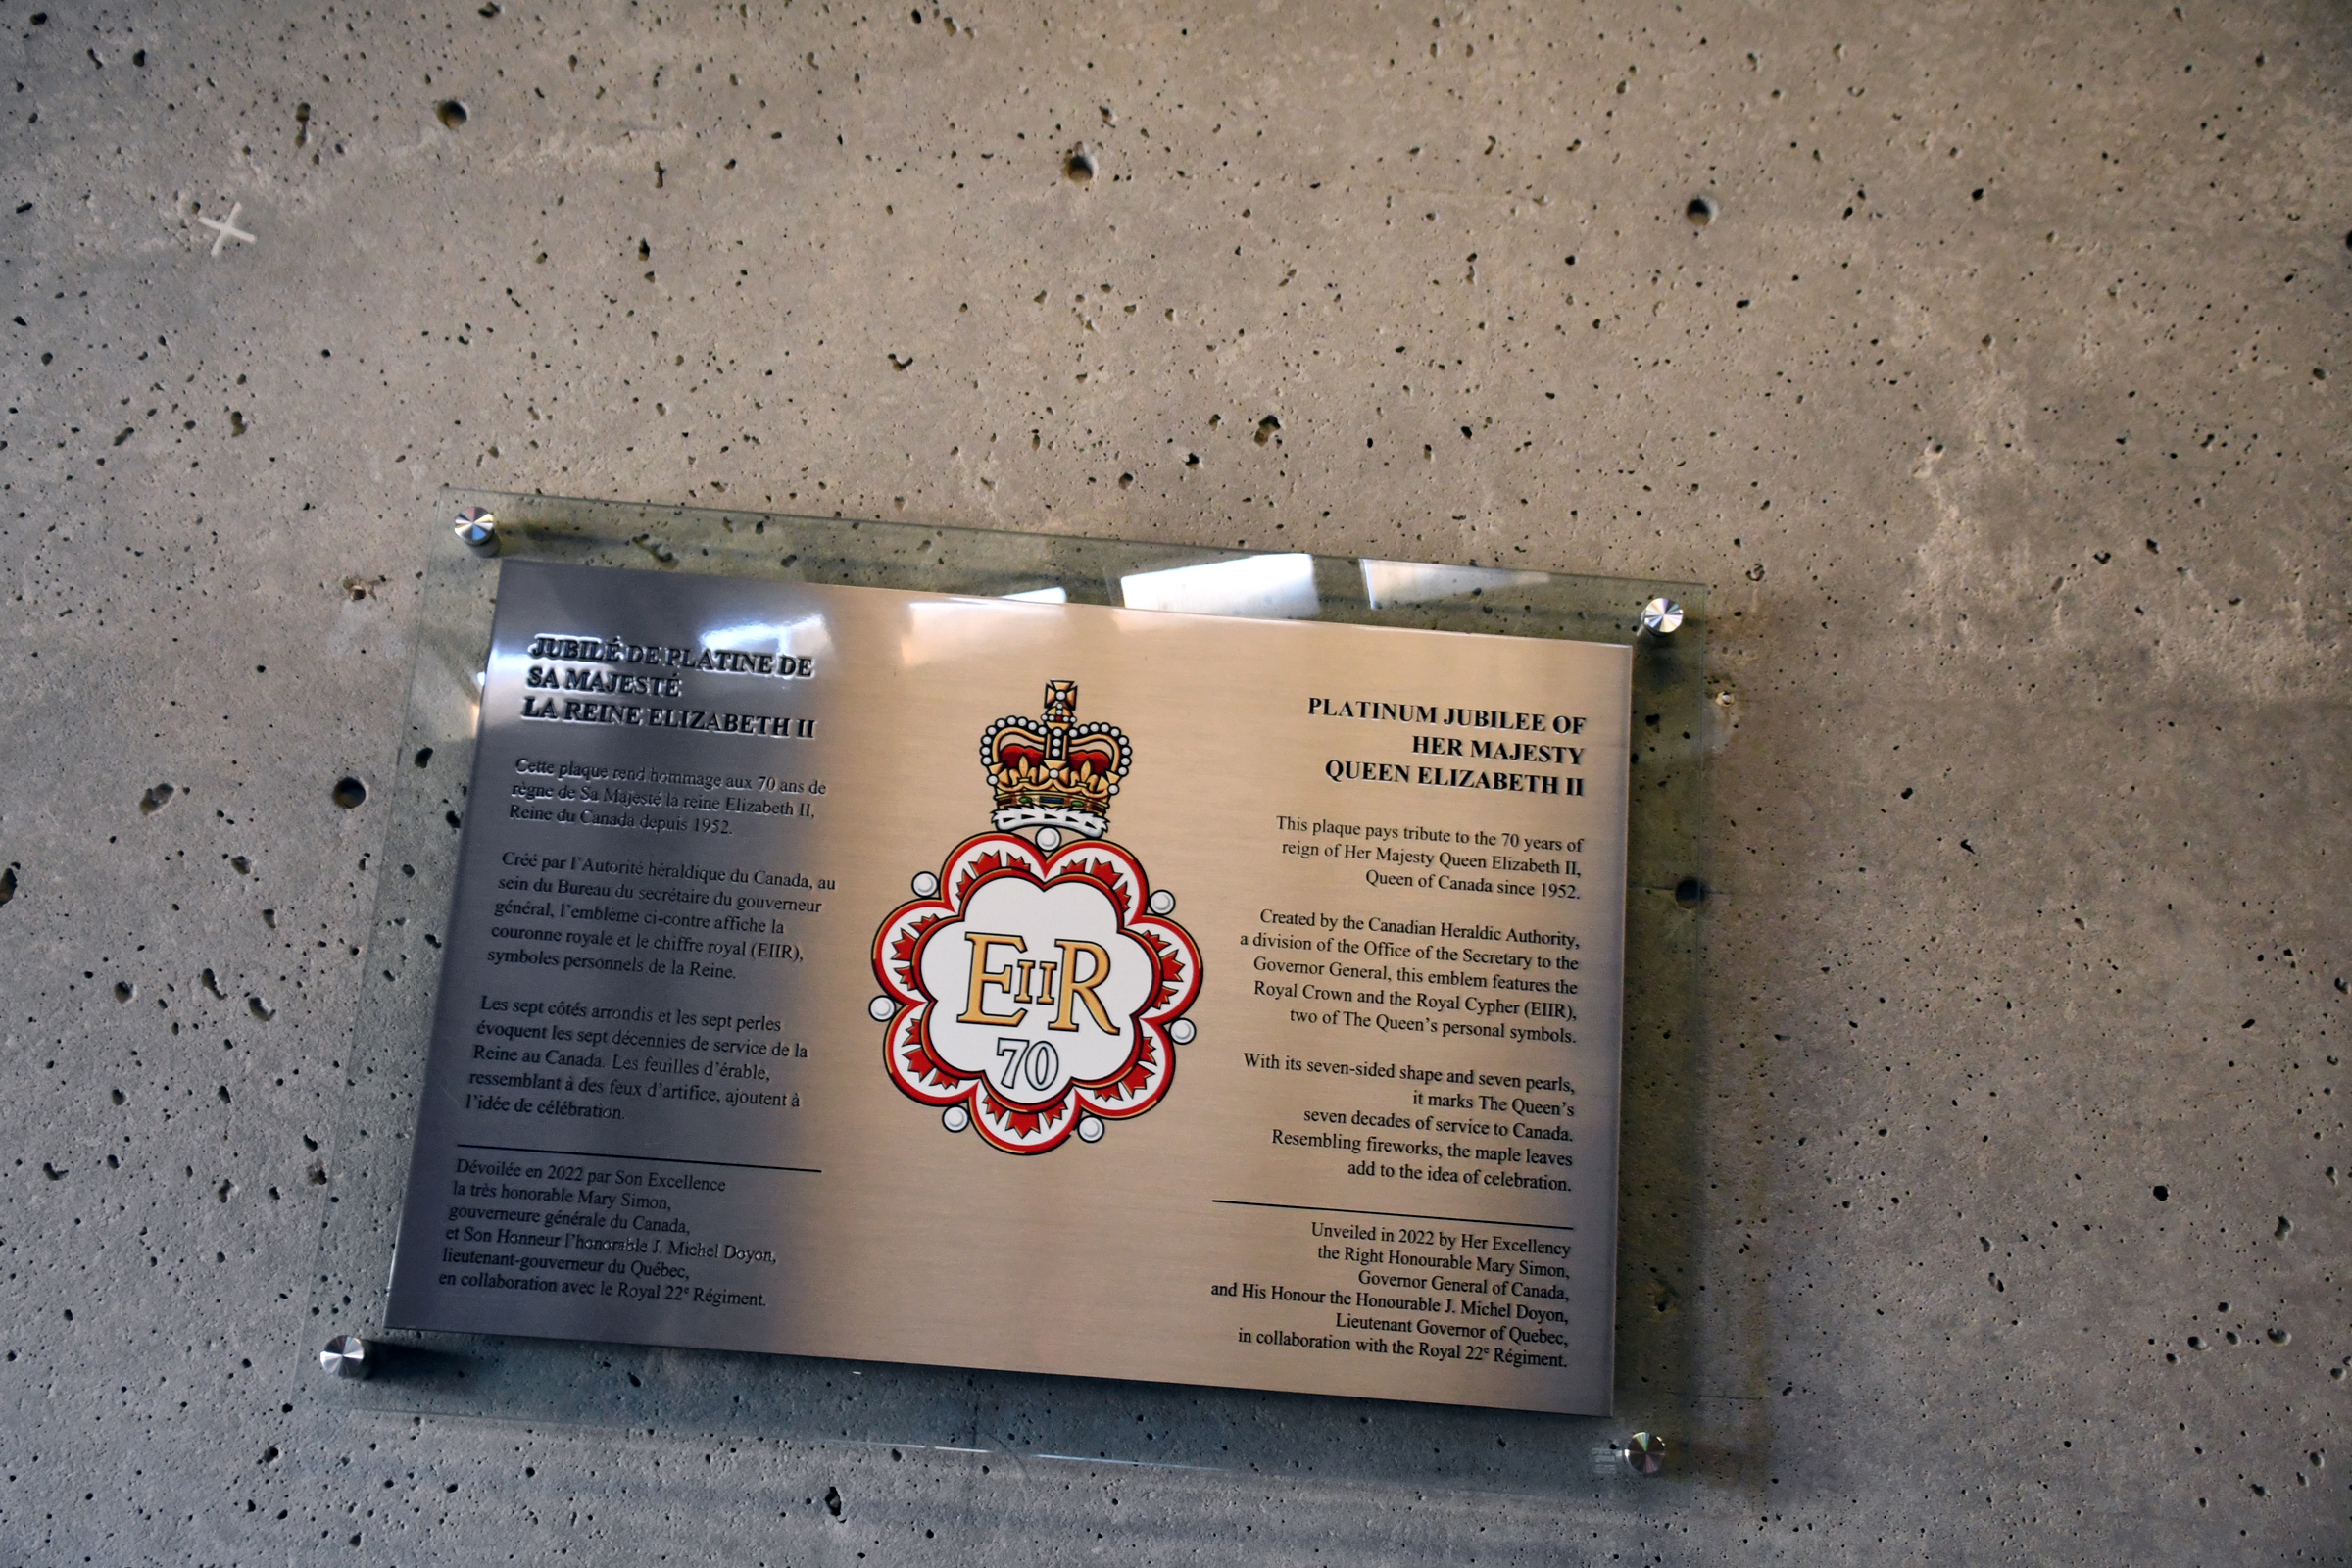 JUBILÉ DE PLATINE DE
SA MAJESTÉ
LA REINE ELIZABETH II
Cette plaque rend hommage aux 70 ans de
règne de Sa Majesté la reine Elizabeth II,
Reine du Canada depuis 1952.
Créé par l'Autorité héraldique du Canada, au
sein du Bureau du secrétaire du gouverneur
général, l'emblème ci-contre affiche la
couronne royale et le chiffre royal (EIIR),
symboles personnels de la Reine.
Les sept côtés arrondis et les sept perles
évoquent les sept décennies de service de la
Reine au Canada. Les feuilles d'érable,
ressemblant à des feux d'artifice, ajoutent à
l'idée de célébration.
Dévoilée en 2022 par Son Excellence
la très honorable Mary Simon,
gouverneure générale du Canada,
et Son Honneur l'honorable J. Michel Doyon,
lieutenant-gouverneur du Québec,
en collaboration avec le Royal 22e Régiment.
EIIR
70
PLATINUM JUBILEE OF
HER MAJESTY
QUEEN ELIZABETH II
This plaque pays tribute to the 70 years of
reign of Her Majesty Queen Elizabeth II,
Queen of Canada since 1952.
Created by the Canadian Heraldic Authority,
a division of the Office of the Secretary to the
Governor General, this emblem features the
Royal Crown and the Royal Cypher (EIIR),
two of The Queen's personal symbols.
With its seven-sided shape and seven pearls,
it marks The Queen's
seven decades of service to Canada.
Resembling fireworks, the maple leaves
add to the idea of celebration.
Unveiled in 2022 by Her Excellency
the Right Honourable Mary Simon,
Governor General of Canada,
and His Honour the Honourable J. Michel Doyon,
Lieutenant Governor of Quebec,
in collaboration with the Royal 22e Régiment.